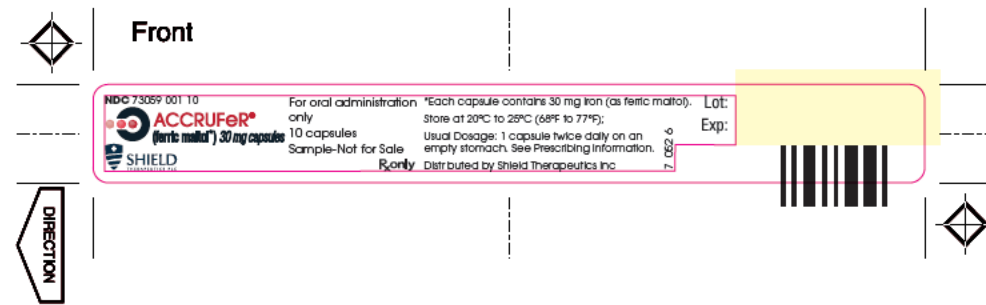 Front
NDC 73059 001 10
ACCRUFeR®
(ferric maltol*) 30 mg capsules
SHIELD
THERAPEUTICS PLC
For oral administration
only
10 capsules
Sample-Not for Sale
Rx only
*Each capsule contains 30 mg iron (as ferric maltol).
Store at 20°C to 25°C (68°F to 77°F);
Usual Dosage: 1 capsule twice daily on an
empty stomach. See Prescribing Information.
Distributed by Shield Therapeutics Inc
7 052 6
Lot:
Exp:
DIRECTION